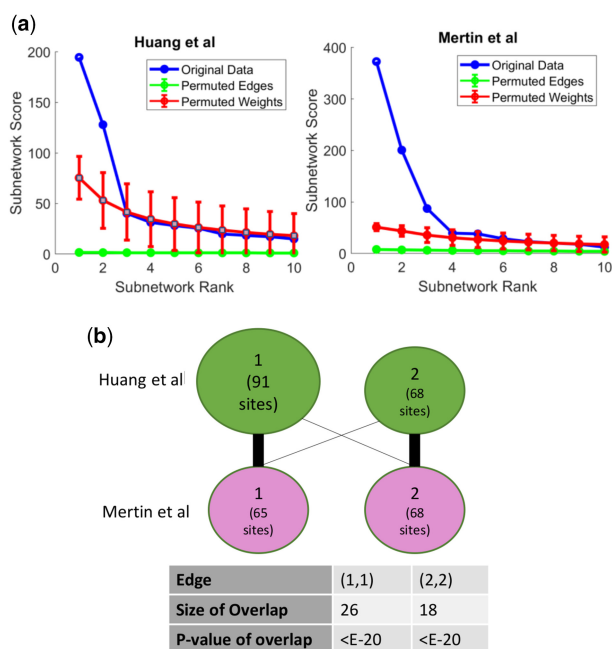 (a)
Huang et al
Mertin et al
200
150
100
50
0
Subnetwork Score
Original Data
Permuted Edges
Permuted Weights
0 2 4 6 8 10
Subnetwork Rank
400
300
200
100
0
Subnetwork Score
Original Data
Permuted Edges
Permuted Weights
0 2 4 6 8 10
Subnetwork Rank
(b)
Huang et al
1
(91
sites)
2
(68
sites)
Mertin et al
1
(65
sites)
2
(68
sites)
Edge (1,1) (2,2)
Size of Overlap 26 18
P-value of overlap <E-20 <E-20